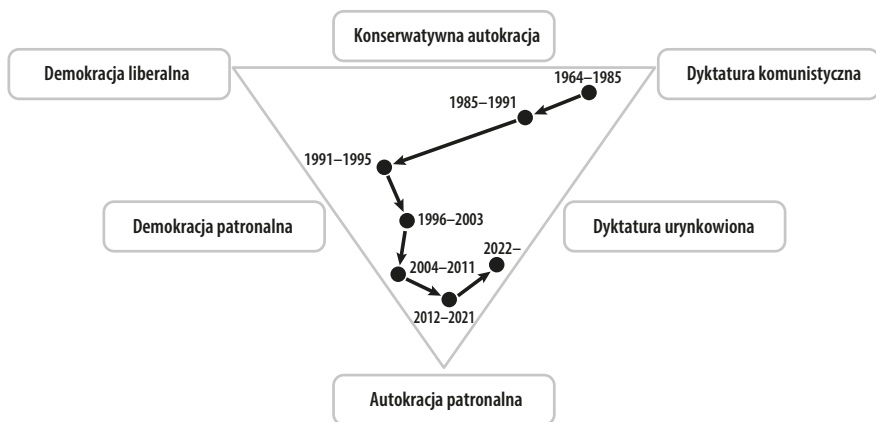 Konserwatywna autokracja
Demokracja liberalna
Dyktatura komunistyczna
1964–1985
1985–1991
1991–1995
Demokracja patronalna
1996–2003
Dyktatura urynkowiona
2022–
2004–2011
2012–2021
Autokracja patronalna